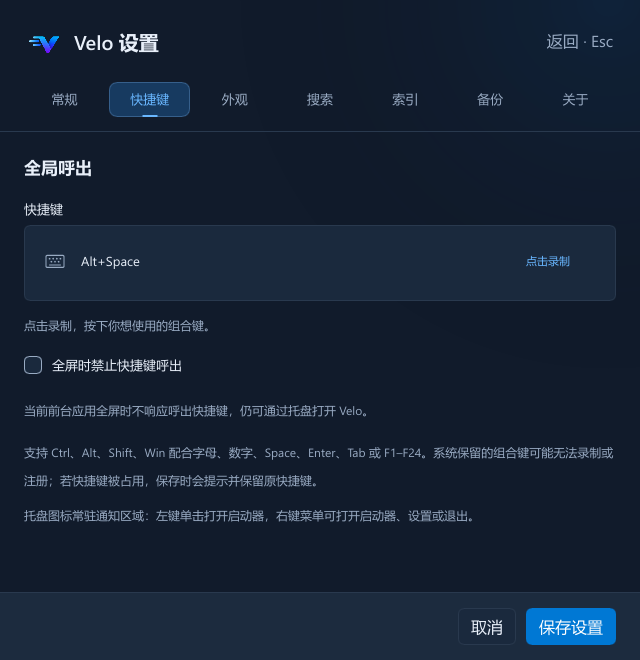 Velo 设置
返回 · Esc
常规
快捷键
外观
搜索
索引
备份
关于
全局呼出
快捷键
Alt+Space
点击录制
点击录制，按下你想使用的组合键。
全屏时禁止快捷键呼出
当前前台应用全屏时不响应呼出快捷键，仍可通过托盘打开 Velo。
支持 Ctrl、Alt、Shift、Win 配合字母、数字、Space、Enter、Tab 或 F1–F24。系统保留的组合键可能无法录制或
注册；若快捷键被占用，保存时会提示并保留原快捷键。
托盘图标常驻通知区域：左键单击打开启动器，右键菜单可打开启动器、设置或退出。
取消
保存设置